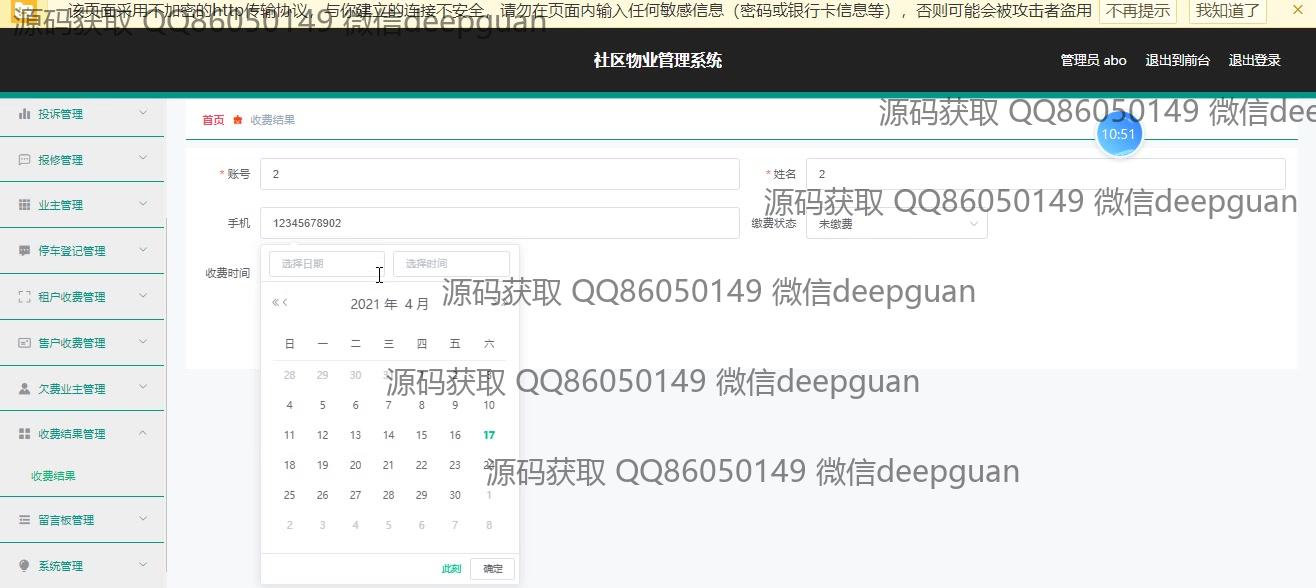 该页面采用不加密的http传输协议，与你建立的连接不安全，请勿在页面内输入任何敏感信息（密码或银行卡信息等），否则可能会被攻击者盗用 不再提示 我知道了
源码获取 QQ86050149 微信deepguan
社区物业管理系统
管理员 abo 退出到前台 退出登录
投诉管理
报修管理
业主管理
停车登记管理
租户收费管理
售户收费管理
欠费业主管理
收费结果管理
收费结果
留言板管理
系统管理
首页 收费结果
源码获取 QQ86050149 微信dee
10:51
* 账号 2 * 姓名 2
源码获取 QQ86050149 微信deepguan
手机 12345678902 缴费状态 未缴费
收费时间 选择日期 选择时间
源码获取 QQ86050149 微信deepguan
2021 年 4 月
日 一 二 三 四 五 六
28 29 30 1 2
源码获取 QQ86050149 微信deepguan
4 5 6 7 8 9 10
11 12 13 14 15 16 17
18 19 20 21 22 23
源码获取 QQ86050149 微信deepguan
25 26 27 28 29 30 1
2 3 4 5 6 7 8
此刻 确定